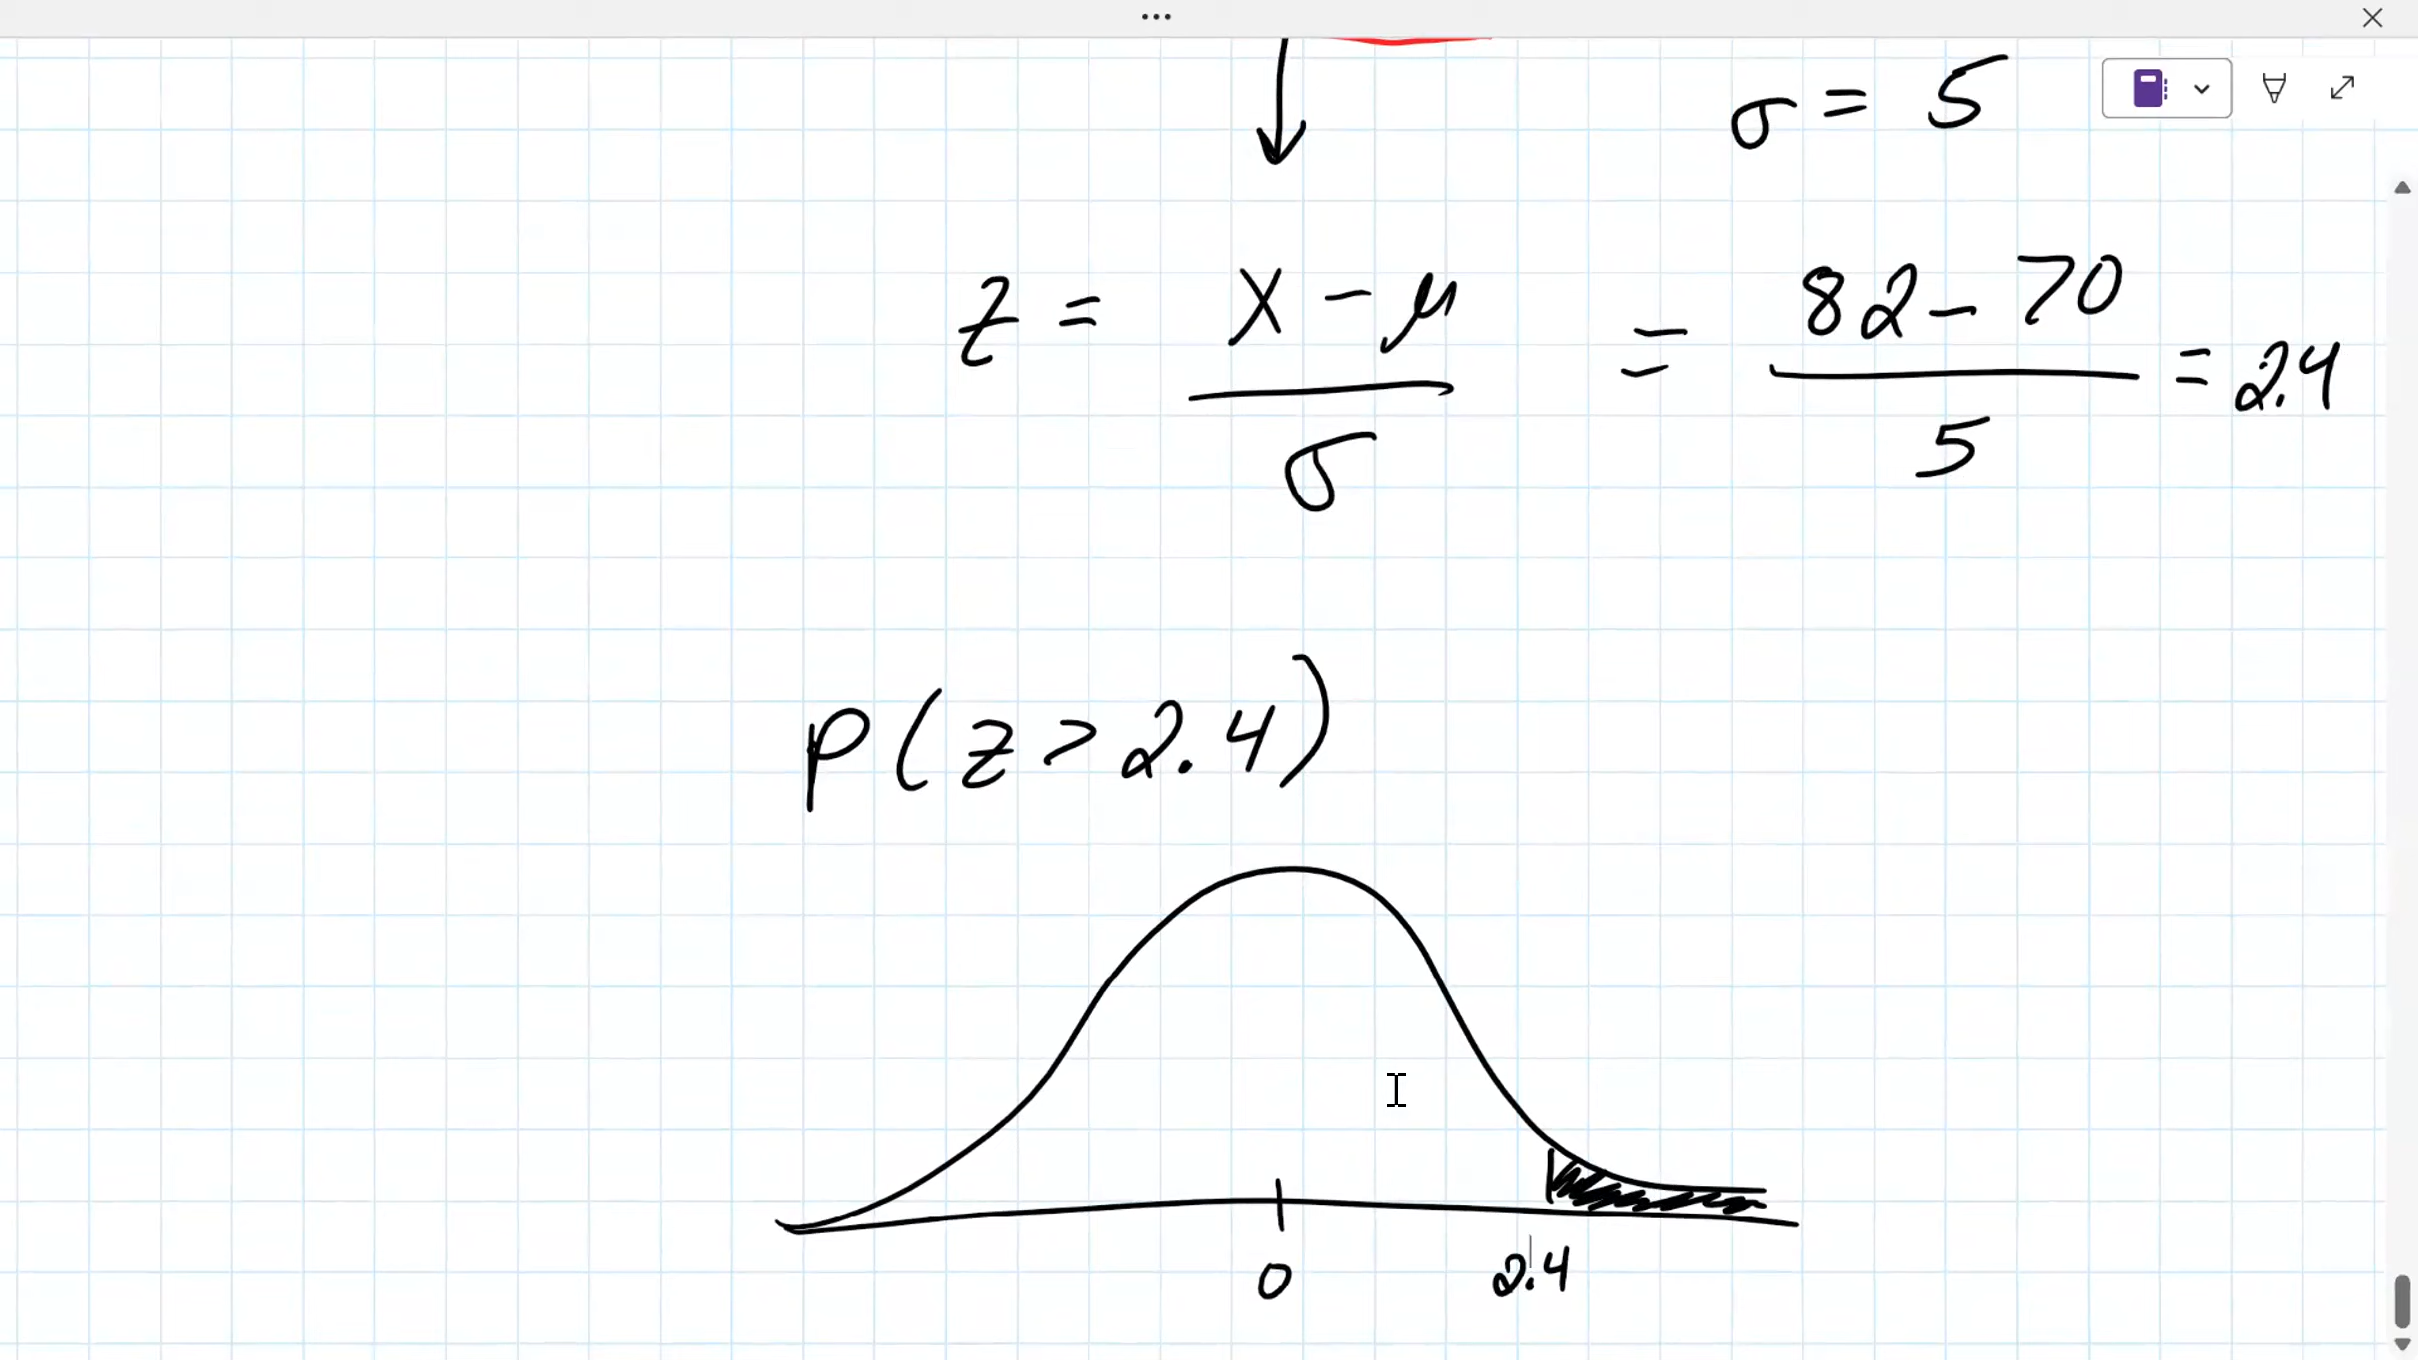 σ = 5
z = x - μ / σ = 82 - 70 / 5 = 2.4
P(z > 2.4)
0 2.4